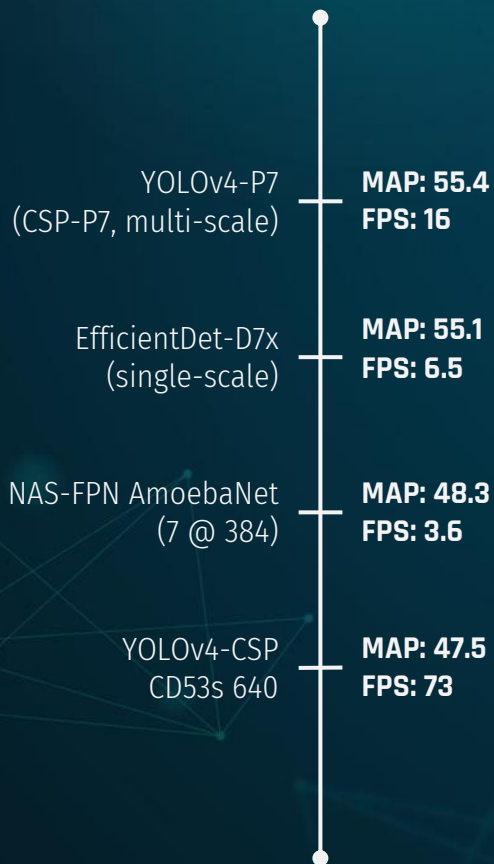 YOLOv4-P7
(CSP-P7, multi-scale)
MAP: 55.4
FPS: 16
EfficientDet-D7x
(single-scale)
MAP: 55.1
FPS: 6.5
NAS-FPN AmoebaNet
(7 @ 384)
MAP: 48.3
FPS: 3.6
YOLOv4-CSP
CD53s 640
MAP: 47.5
FPS: 73